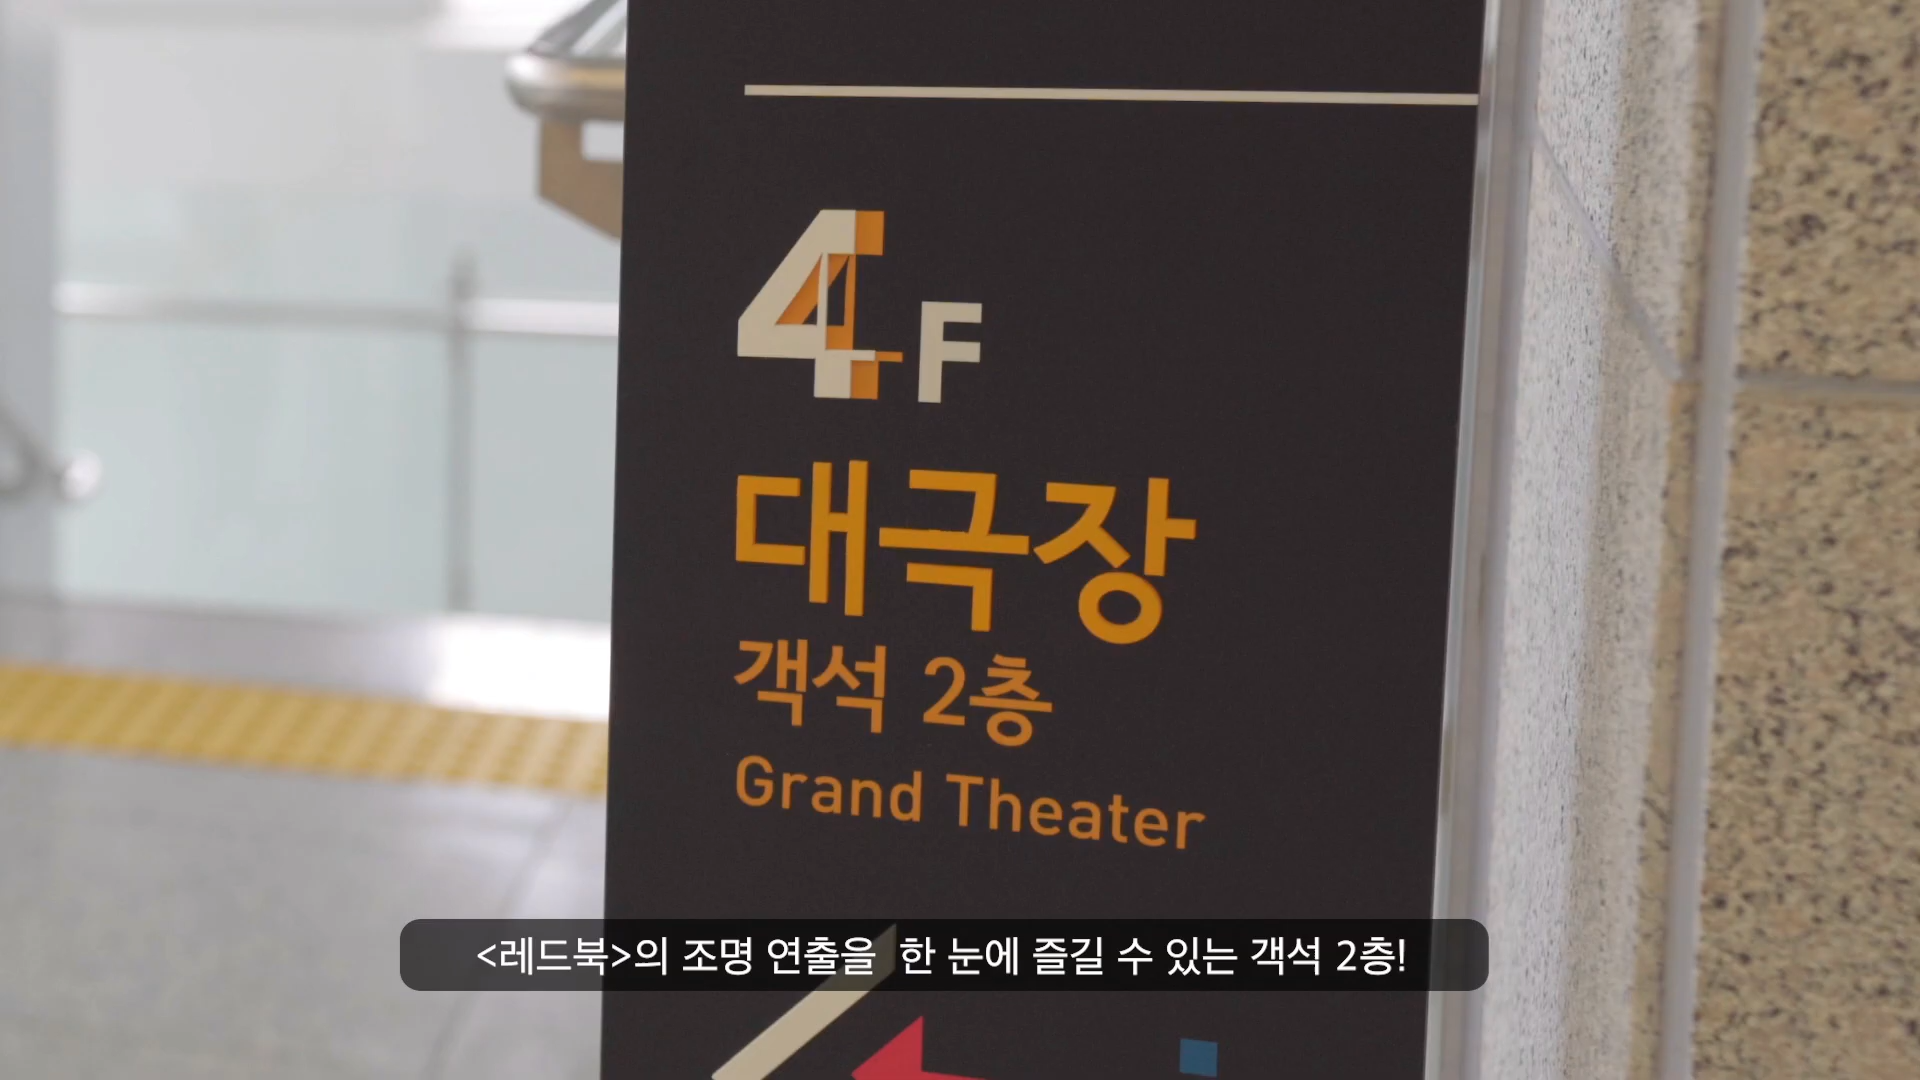 4F
대극장
객석 2층
Grand Theater
<레드북>의 조명 연출을 한 눈에 즐길 수 있는 객석 2층!